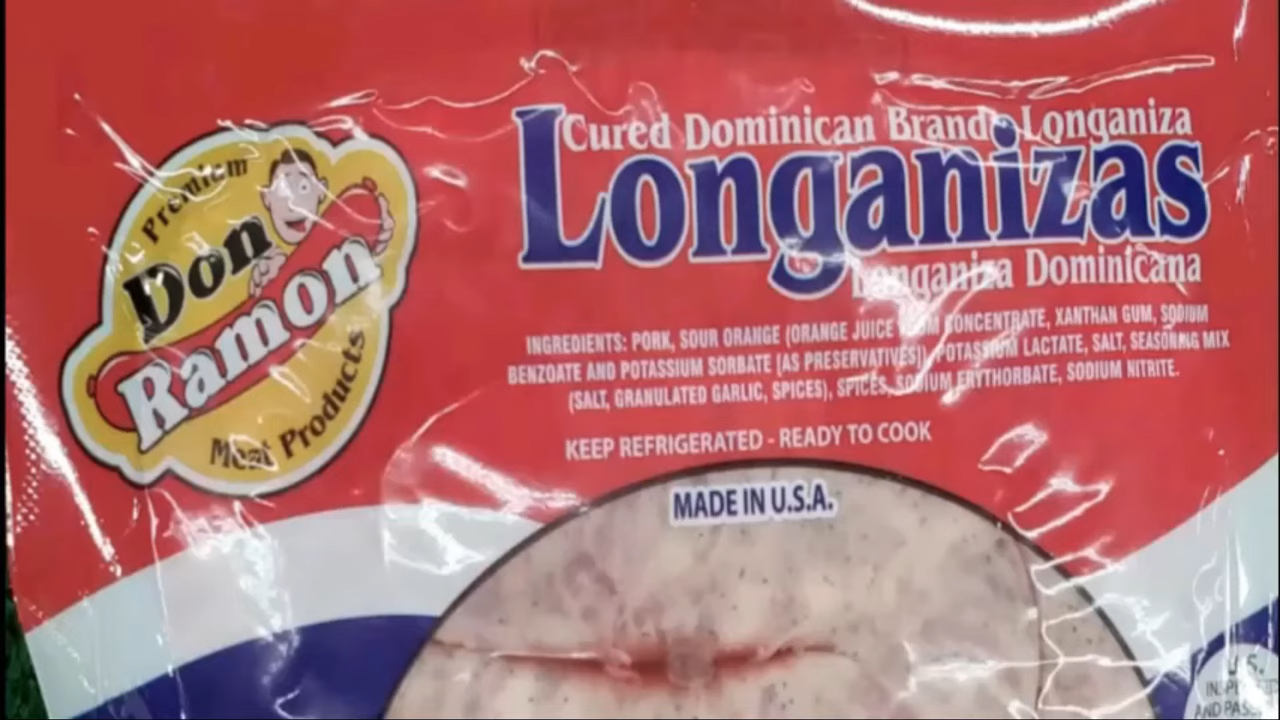 Premium
Don
Ramon
Meat Products
Cured Dominican Brand Longaniza
Longanizas
Longaniza Dominicana
INGREDIENTS: PORK, SOUR ORANGE (ORANGE JUICE CONCENTRATE, XANTHAN GUM, SODIUM
BENZOATE AND POTASSIUM SORBATE [AS PRESERVATIVES]), POTASSIUM LACTATE, SALT, SEASONING MIX
(SALT, GRANULATED GARLIC, SPICES), SPICES, SODIUM ERYTHORBATE, SODIUM NITRITE.
KEEP REFRIGERATED - READY TO COOK
MADE IN U.S.A.
U.S.
AND